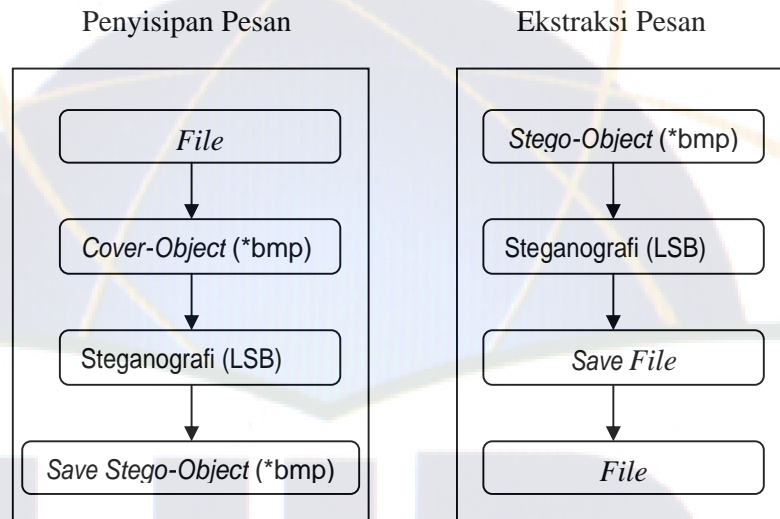 Penyisipan Pesan
File
Cover-Object (*bmp)
Steganografi (LSB)
Save Stego-Object (*bmp)
Ekstraksi Pesan
Stego-Object (*bmp)
Steganografi (LSB)
Save File
File